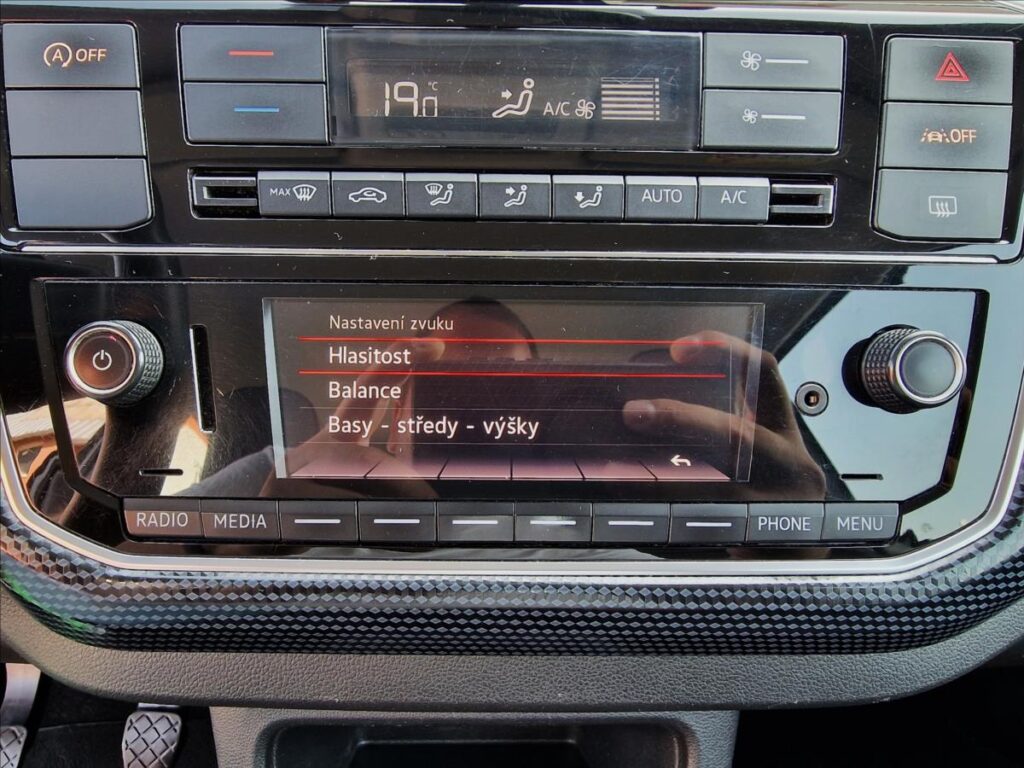 A OFF
19.0 °C
A/C
OFF
MAX
AUTO
A/C
Nastavení zvuku
Hlasitost
Balance
Basy - středy - výšky
RADIO
MEDIA
PHONE
MENU